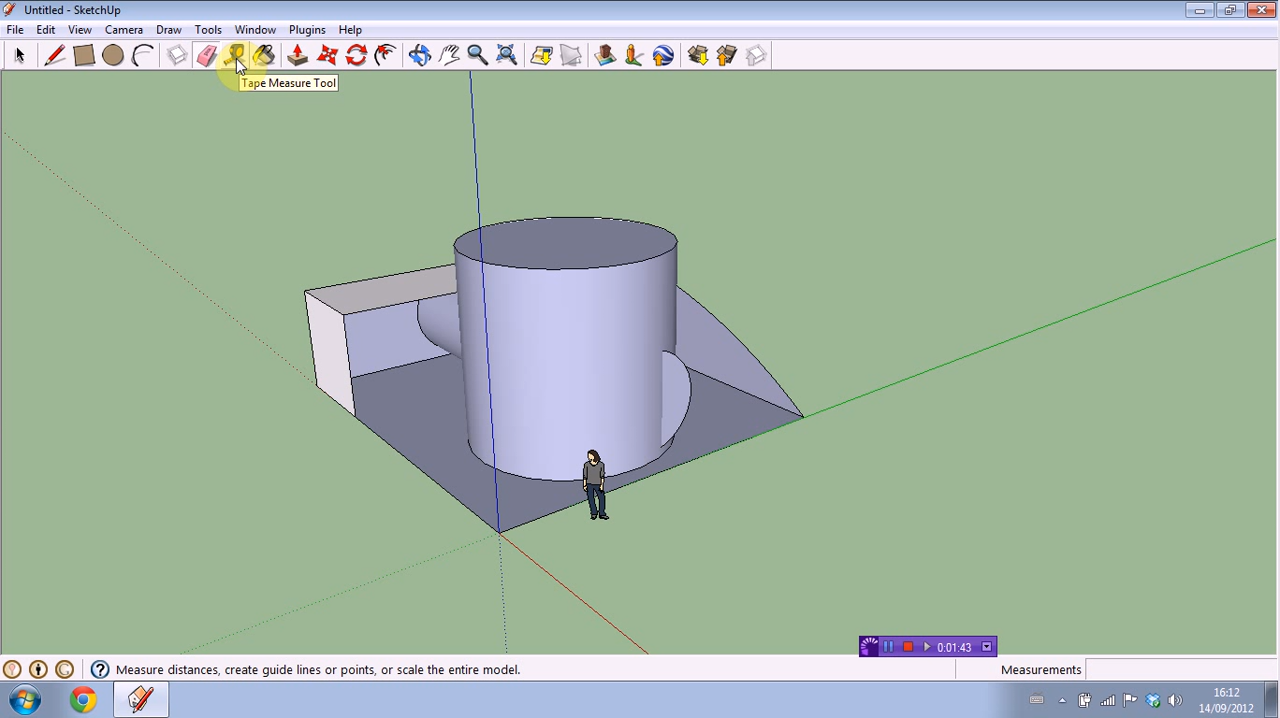 Untitled - SketchUp
File Edit View Camera Draw Tools Window Plugins Help
Tape Measure Tool
0:01:43
Measure distances, create guide lines or points, or scale the entire model.
Measurements
16:12
14/09/2012